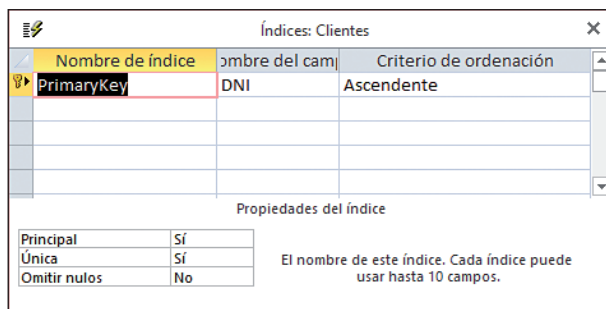 Índices: Clientes
Nombre de índice ombre del cam Criterio de ordenación
PrimaryKey DNI Ascendente
Propiedades del índice
Principal Sí
Única Sí
Omitir nulos No
El nombre de este índice. Cada índice puede
usar hasta 10 campos.